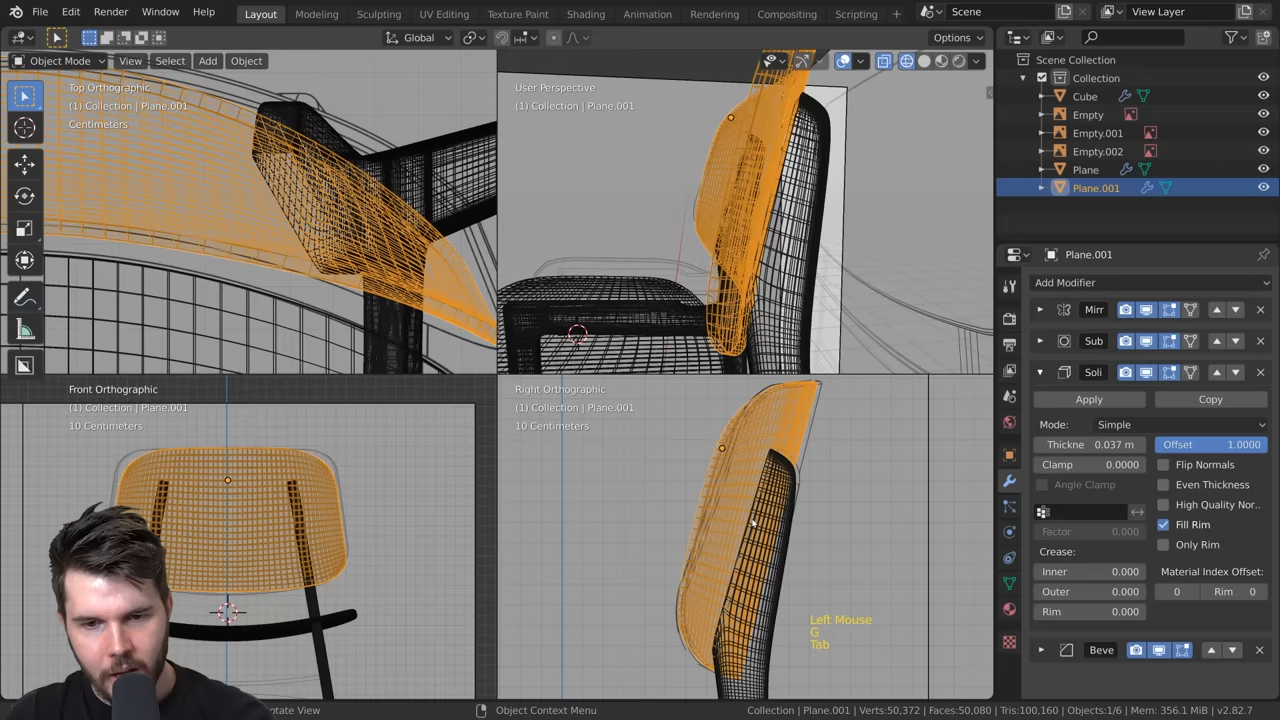 File Edit Render Window Help Layout Modeling Sculpting UV Editing Texture Paint Shading Animation Rendering Compositing Scripting + Scene View Layer
Global Options
Object Mode View Select Add Object
Top Orthographic
(1) Collection | Plane.001
Centimeters
User Perspective
(1) Collection | Plane.001
Front Orthographic
(1) Collection | Plane.001
10 Centimeters
Right Orthographic
(1) Collection | Plane.001
10 Centimeters
Left Mouse
G
Tab
Scene Collection
Collection
Cube
Empty
Empty.001
Empty.002
Plane
Plane.001
Plane.001
Add Modifier
Mirr
Sub
Soli
Apply Copy
Mode: Simple
Thickne 0.037 m Offset 1.0000
Clamp 0.0000 Flip Normals
Angle Clamp Even Thickness
High Quality Nor..
Factor 0.000 Fill Rim
Crease: Only Rim
Inner 0.000 Material Index Offset:
Outer 0.000 0 Rim 0
Rim 0.000
Beve
otate View Object Context Menu Collection | Plane.001 | Verts:50,372 | Faces:50,080 | Tris:100,160 | Objects:1/6 | Mem: 356.1 MiB | v2.82.7